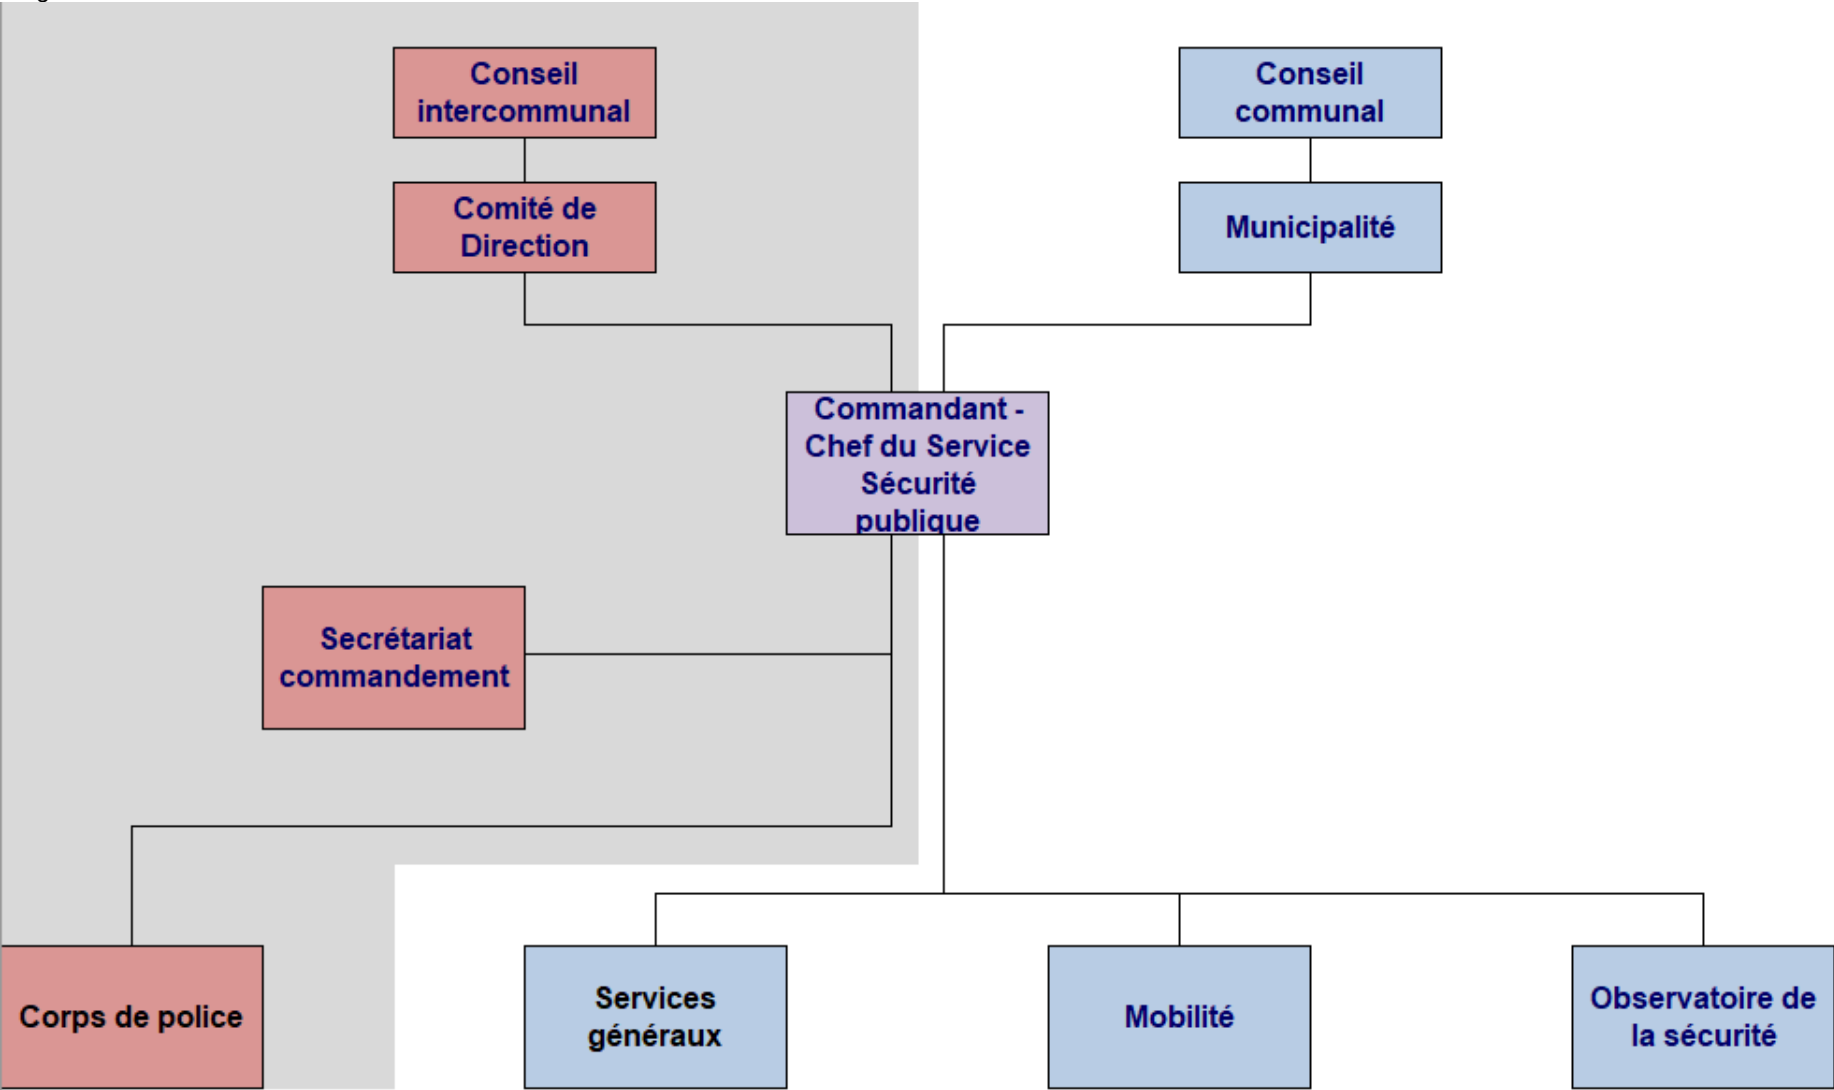 Conseil
intercommunal
Conseil
communal
Comité de
Direction
Municipalité
Commandant -
Chef du Service
Sécurité
publique
Secrétariat
commandement
Corps de police
Services
généraux
Mobilité
Observatoire de
la sécurité